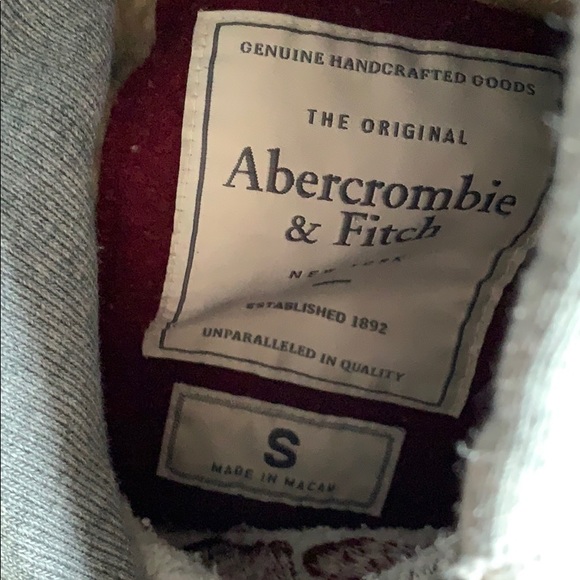 GENUINE HANDCRAFTED GOODS
THE ORIGINAL
Abercrombie
& Fitch
NEW YORK
ESTABLISHED 1892
UNPARALLELED IN QUALITY
S
MADE IN MACAU